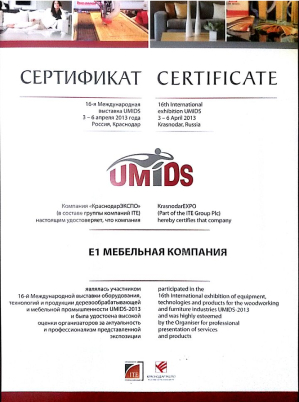 СЕРТИФИКАТ CERTIFICATE
16-я Международная
выставка UMIDS
3 – 6 апреля 2013 года
Россия, Краснодар
16th International
exhibition UMIDS
3 – 6 April 2013
Krasnodar, Russia
UMIDS
Компания «КраснодарЭКСПО»
(в составе группы компаний ITE)
настоящим удостоверяет, что компания
KrasnodarEXPO
(Part of the ITE Group Plc)
hereby certifies that company
Е1 МЕБЕЛЬНАЯ КОМПАНИЯ
являлась участником
16-й Международной выставки оборудования,
технологий и продукции деревообрабатывающей
и мебельной промышленности UMIDS-2013
и была удостоена высокой
оценки организаторов за актуальность
и профессионализм представленной
экспозиции
participated in the
16th International exhibition of equipment,
technologies and products for the woodworking
and furniture industries UMIDS-2013
and was highly esteemed
by the Organiser for professional
presentation of services
and products
ITE